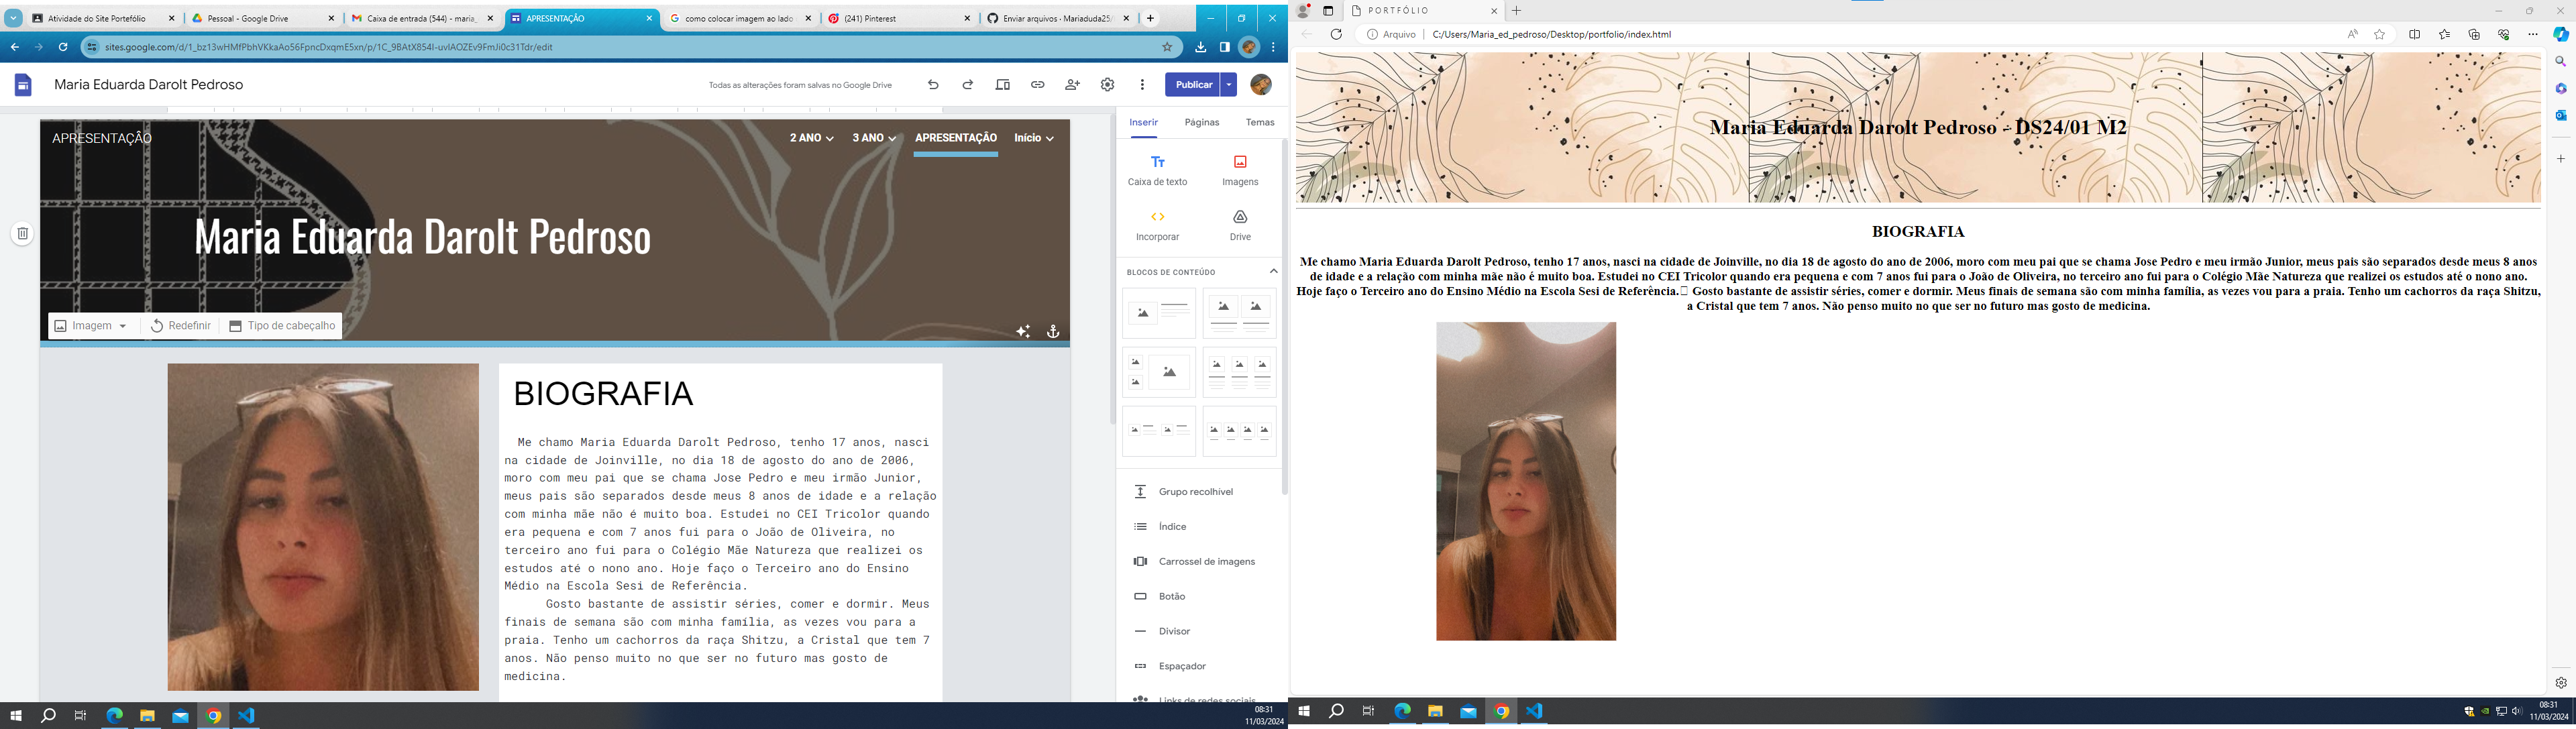 Atividade do Site Portefólio
Pessoal - Google Drive
Caixa de entrada (544) - maria_
APRESENTAÇÃO
como colocar imagem ao lado
(241) Pinterest
Enviar arquivos · Mariaduda25/
sites.google.com/d/1_bz13wHMfPbhVKkaAo56FpncDxqmE5xn/p/1C_9BAtX854I-uvlAOZEv9FmJi0c31Tdr/edit
Maria Eduarda Darolt Pedroso
Todas as alterações foram salvas no Google Drive
Publicar
APRESENTAÇÃO
2 ANO
3 ANO
APRESENTAÇÃO
Início
Maria Eduarda Darolt Pedroso
Imagem
Redefinir
Tipo de cabeçalho
BIOGRAFIA
Me chamo Maria Eduarda Darolt Pedroso, tenho 17 anos, nasci
na cidade de Joinville, no dia 18 de agosto do ano de 2006,
moro com meu pai que se chama Jose Pedro e meu irmão Junior,
meus pais são separados desde meus 8 anos de idade e a relação
com minha mãe não é muito boa. Estudei no CEI Tricolor quando
era pequena e com 7 anos fui para o João de Oliveira, no
terceiro ano fui para o Colégio Mãe Natureza que realizei os
estudos até o nono ano. Hoje faço o Terceiro ano do Ensino
Médio na Escola Sesi de Referência.
Gosto bastante de assistir séries, comer e dormir. Meus
finais de semana são com minha família, as vezes vou para a
praia. Tenho um cachorros da raça Shitzu, a Cristal que tem 7
anos. Não penso muito no que ser no futuro mas gosto de
medicina.
Inserir
Páginas
Temas
Caixa de texto
Imagens
Incorporar
Drive
BLOCOS DE CONTEÚDO
Grupo recolhível
Índice
Carrossel de imagens
Botão
Divisor
Espaçador
Links de redes sociais
08:31
11/03/2024
P O R T F Ó L I O
Arquivo
C:/Users/Maria_ed_pedroso/Desktop/portfolio/index.html
Maria Eduarda Darolt Pedroso - DS24/01 M2
BIOGRAFIA
Me chamo Maria Eduarda Darolt Pedroso, tenho 17 anos, nasci na cidade de Joinville, no dia 18 de agosto do ano de 2006, moro com meu pai que se chama Jose Pedro e meu irmão Junior, meus pais são separados desde meus 8 anos
de idade e a relação com minha mãe não é muito boa. Estudei no CEI Tricolor quando era pequena e com 7 anos fui para o João de Oliveira, no terceiro ano fui para o Colégio Mãe Natureza que realizei os estudos até o nono ano.
Hoje faço o Terceiro ano do Ensino Médio na Escola Sesi de Referência. Gosto bastante de assistir séries, comer e dormir. Meus finais de semana são com minha família, as vezes vou para a praia. Tenho um cachorros da raça Shitzu,
a Cristal que tem 7 anos. Não penso muito no que ser no futuro mas gosto de medicina.
08:31
11/03/2024